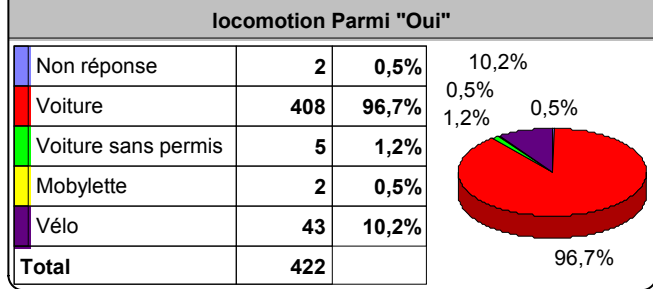 locomotion Parmi "Oui"
Non réponse 2 0,5%
Voiture 408 96,7%
Voiture sans permis 5 1,2%
Mobylette 2 0,5%
Vélo 43 10,2%
Total 422
10,2%
0,5%
1,2%
0,5%
96,7%